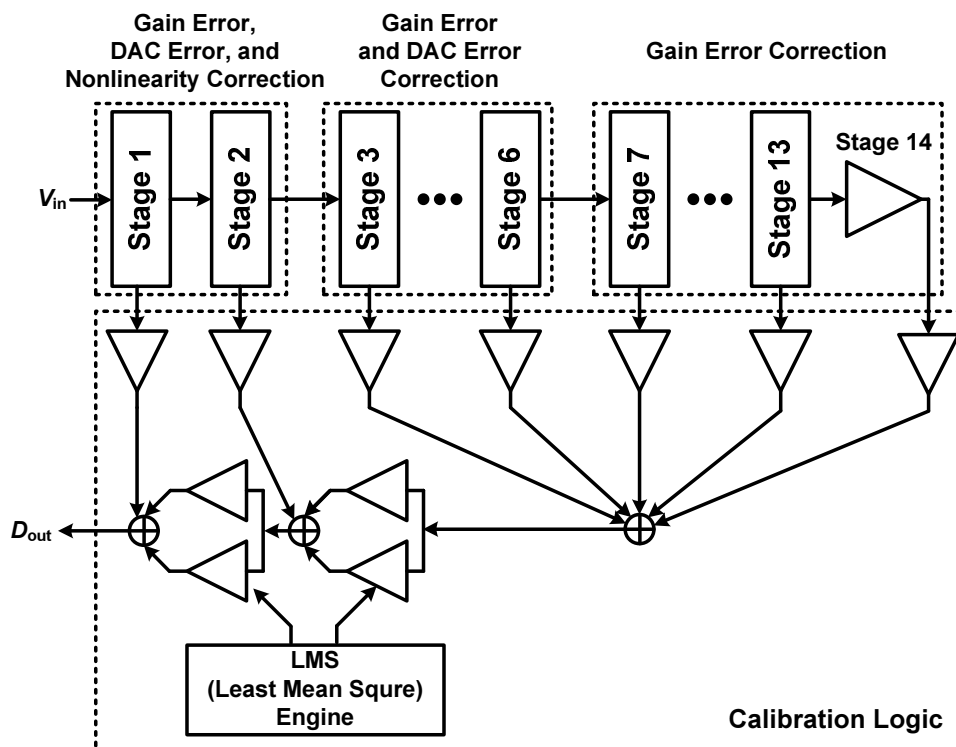 Gain Error,
DAC Error, and
Nonlinearity Correction
Gain Error
and DAC Error
Correction
Gain Error Correction
Stage 1
Stage 2
Stage 3
Stage 6
Stage 7
Stage 13
Stage 14
Vin
Dout
LMS
(Least Mean Squre)
Engine
Calibration Logic